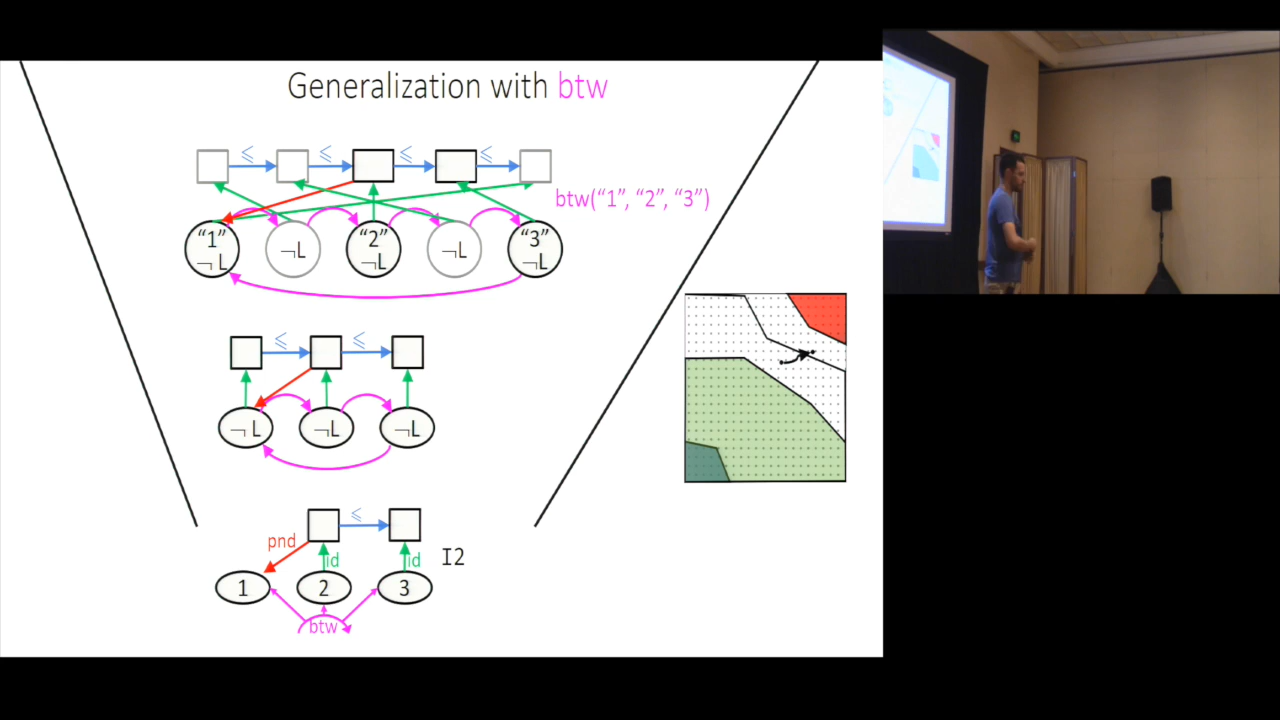 Generalization with btw
≤ ≤ ≤ ≤
btw(“1”, “2”, “3”)
“1” “2” “3”
¬L ¬L ¬L ¬L ¬L
≤ ≤
¬L ¬L ¬L
≤
pnd id id I2
1 2 3
btw